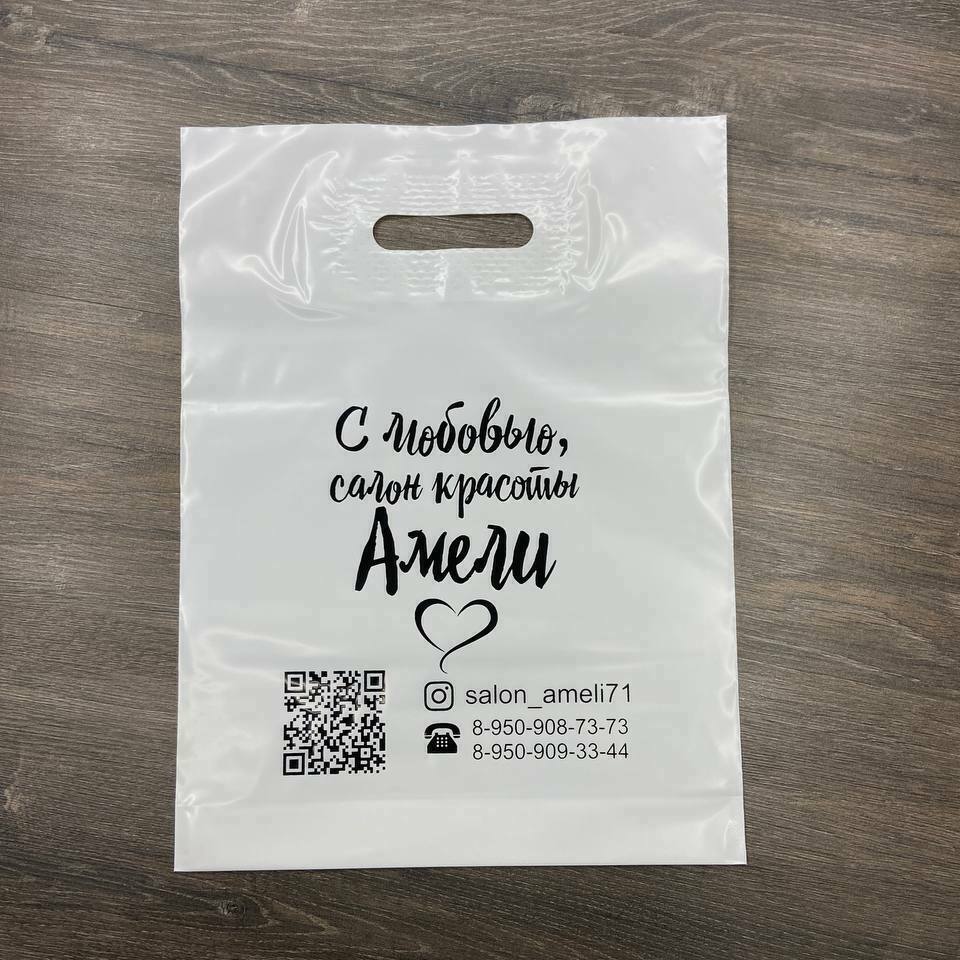 С любовью,
салон красоты
Амели
salon_ameli71
8-950-908-73-73
8-950-909-33-44